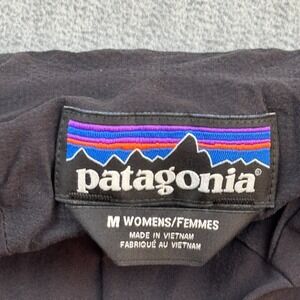 patagonia®
M WOMENS/FEMMES
MADE IN VIETNAM
FABRIQUÉ AU VIETNAM